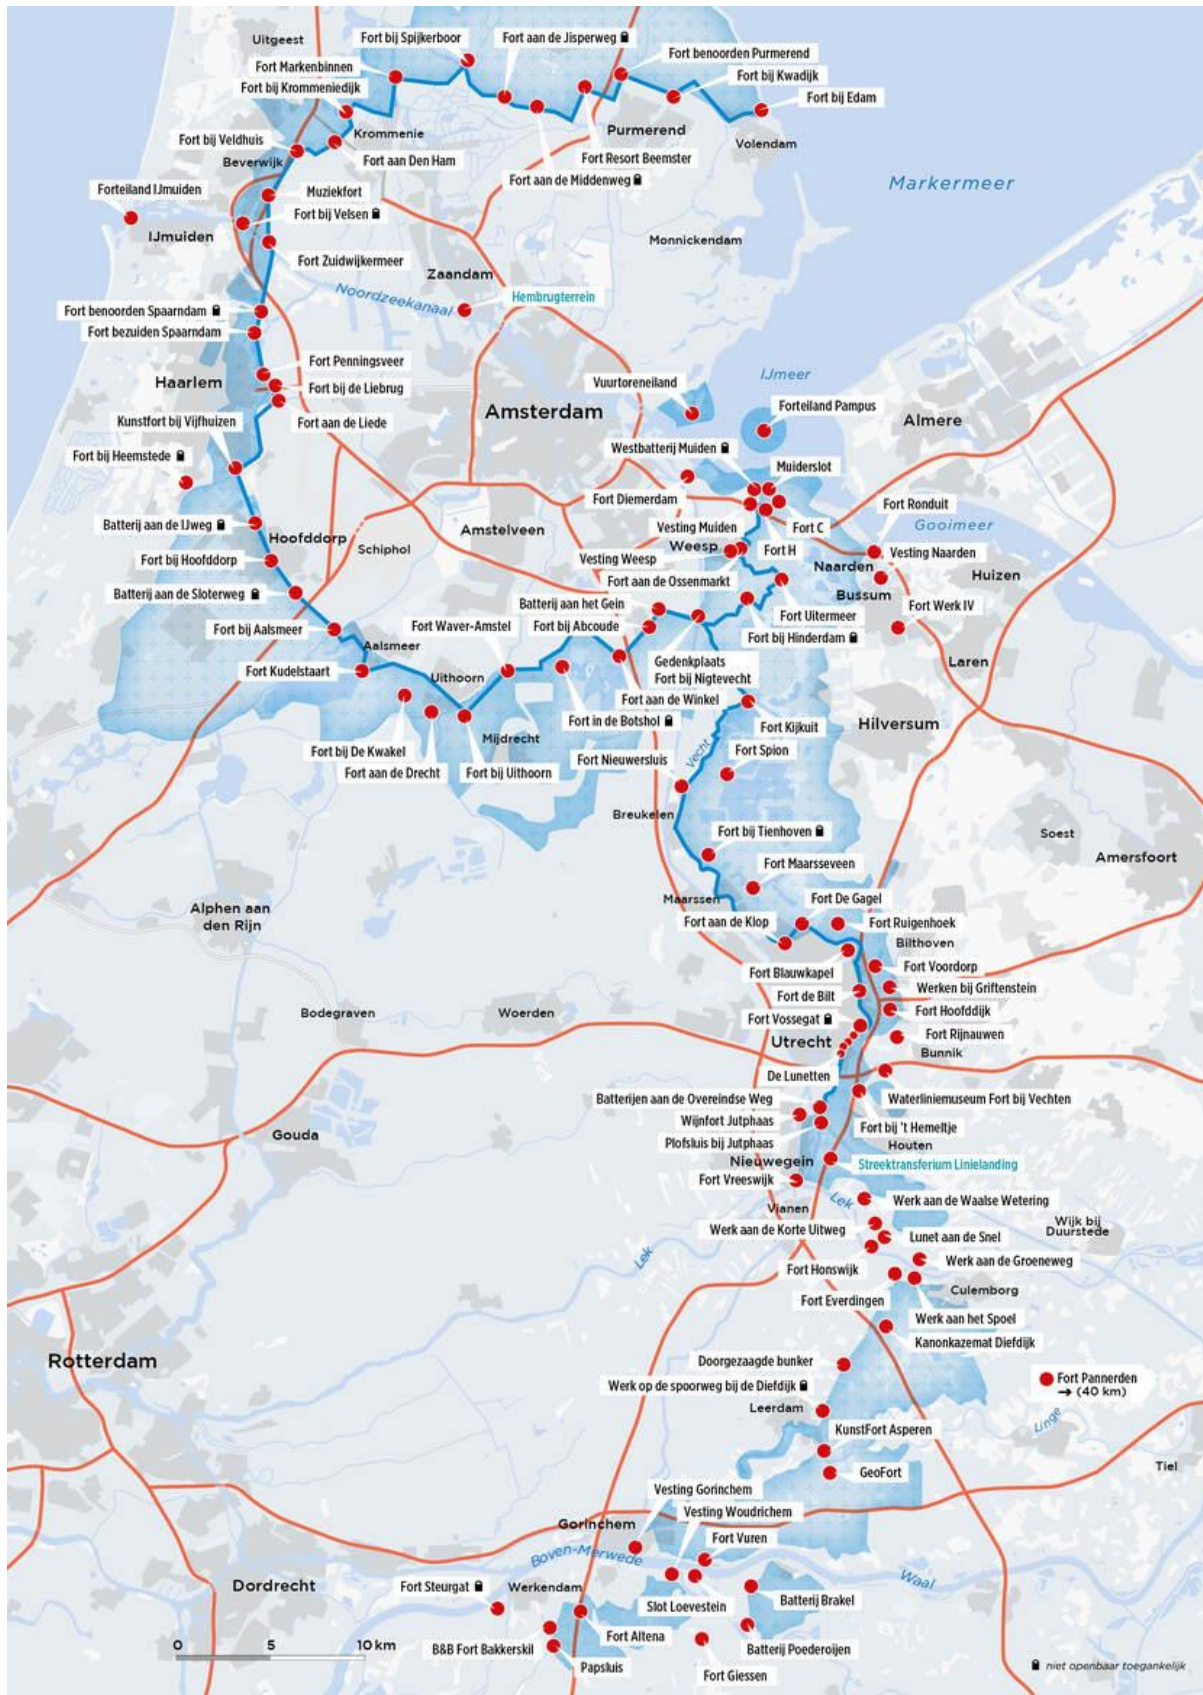 Uitgeest
Fort bij Spijkerboor
Fort aan de Jisperweg
Fort benoorden Purmerend
Fort Markenbinnen
Fort bij Kwadijk
Fort bij Krommeniedijk
Fort bij Edam
Krommenie
Purmerend
Volendam
Fort bij Veldhuis
Beverwijk
Fort aan Den Ham
Fort Resort Beemster
Fort aan de Middenweg
Markermeer
Forteiland IJmuiden
Muziekfort
Fort bij Velsen
IJmuiden
Monnickendam
Fort Zuidwijkermeer
Zaandam
Noordzeekanaal
Hembrugterrein
Fort benoorden Spaarndam
Fort bezuiden Spaarndam
Fort Penningsveer
IJmeer
Haarlem
Fort bij de Liebrug
Vuurtoreneiland
Fort aan de Liede
Amsterdam
Forteiland Pampus
Almere
Kunstfort bij Vijfhuizen
Westbatterij Muiden
Fort bij Heemstede
Muiderslot
Fort Diemerdam
Fort Ronduit
Batterij aan de IJweg
Amstelveen
Vesting Muiden
Fort C
Gooimeer
Hoofddorp
Schiphol
Weesp
Fort H
Vesting Naarden
Fort bij Hoofddorp
Vesting Weesp
Naarden
Huizen
Fort aan de Ossenmarkt
Bussum
Batterij aan de Sloterweg
Batterij aan het Gein
Fort Uitermeer
Fort Werk IV
Fort bij Aalsmeer
Fort Waver-Amstel
Fort bij Abcoude
Fort bij Hinderdam
Aalsmeer
Gedenkplaats
Fort bij Nigtevecht
Laren
Fort Kudelstaart
Uithoorn
Fort aan de Winkel
Fort in de Botshol
Fort Kijkuit
Hilversum
Mijdrecht
Fort bij De Kwakel
Fort aan de Drecht
Fort bij Uithoorn
Fort Nieuwersluis
Vecht
Fort Spion
Breukelen
Fort bij Tienhoven
Soest
Amersfoort
Fort Maarsseveen
Maarssen
Fort De Gagel
Alphen aan
den Rijn
Fort aan de Klop
Fort Ruigenhoek
Bilthoven
Fort Blauwkapel
Fort Voordorp
Fort de Bilt
Werken bij Griftenstein
Bodegraven
Woerden
Fort Vossegat
Fort Hoofddijk
Utrecht
Fort Rijnauwen
Bunnik
De Lunetten
Batterijen aan de Overeindse Weg
Waterliniemuseum Fort bij Vechten
Wijnfort Jutphaas
Fort bij 't Hemeltje
Gouda
Plofsluis bij Jutphaas
Houten
Nieuwegein
Streektransferium Linielanding
Fort Vreeswijk
Lek
Werk aan de Waalse Wetering
Vianen
Werk aan de Korte Uitweg
Lunet aan de Snel
Wijk bij
Duurstede
Lek
Fort Honswijk
Werk aan de Groeneweg
Culemborg
Fort Everdingen
Werk aan het Spoel
Kanonkazemat Diefdijk
Rotterdam
Doorgezaagde bunker
Fort Pannerden
→ (40 km)
Werk op de spoorweg bij de Diefdijk
Leerdam
Linge
KunstFort Asperen
Tiel
GeoFort
Vesting Gorinchem
Vesting Woudrichem
Gorinchem
Fort Vuren
Boven-Merwede
Waal
Dordrecht
Fort Steurgat
Werkendam
Slot Loevestein
Batterij Brakel
0 5 10 km
B&B Fort Bakkerskil
Fort Altena
Batterij Poederoijen
Papsluis
Fort Giessen
niet openbaar toegankelijk